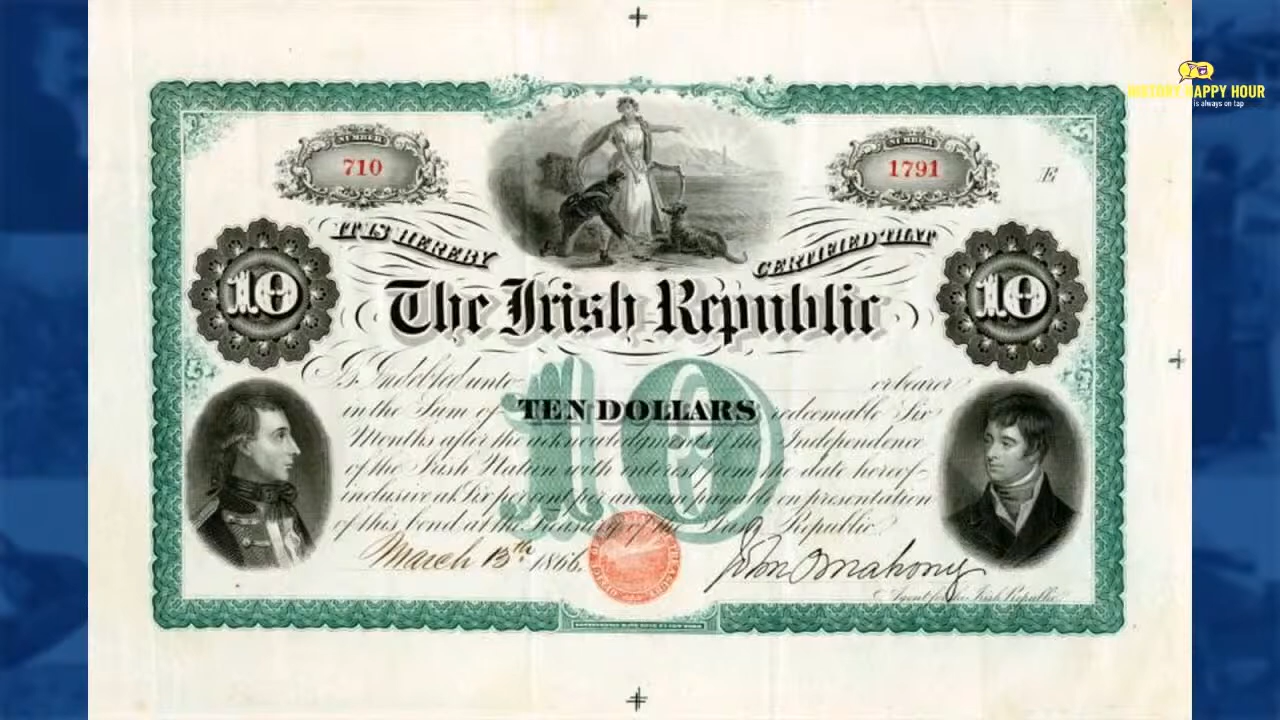 HISTORY HAPPY HOUR
is always on tap
NUMBER
710
NUMBER
1791
Æ
IT IS HEREBY
CERTIFIED THAT
10
10
The Irish Republic
Is Indebted unto
or bearer
in the Sum of TEN DOLLARS redeemable Six
Months after the acknowledgment of the Independence
of the Irish Nation with interest from the date hereof
inclusive at Six per cent per annum payable on presentation
of this bond at the Treasury of the Irish Republic.
10
March 13th 1866.
John O'Mahony
Agent for the Irish Republic